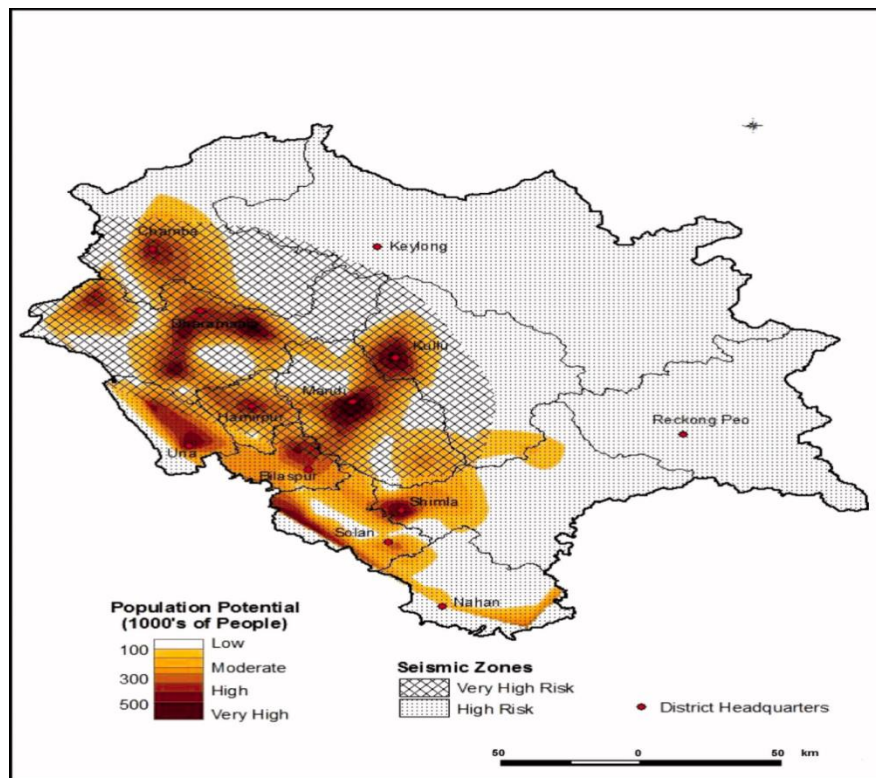 Chamba
Keylong
Dharamsala
Kullu
Mandi
Hamirpur
Reckong Peo
Una
Bilaspur
Shimla
Solan
Nahan
Population Potential
(1000's of People)
Low
100
Moderate
300
High
500
Very High
Seismic Zones
Very High Risk
High Risk
District Headquarters
50 0 50 km